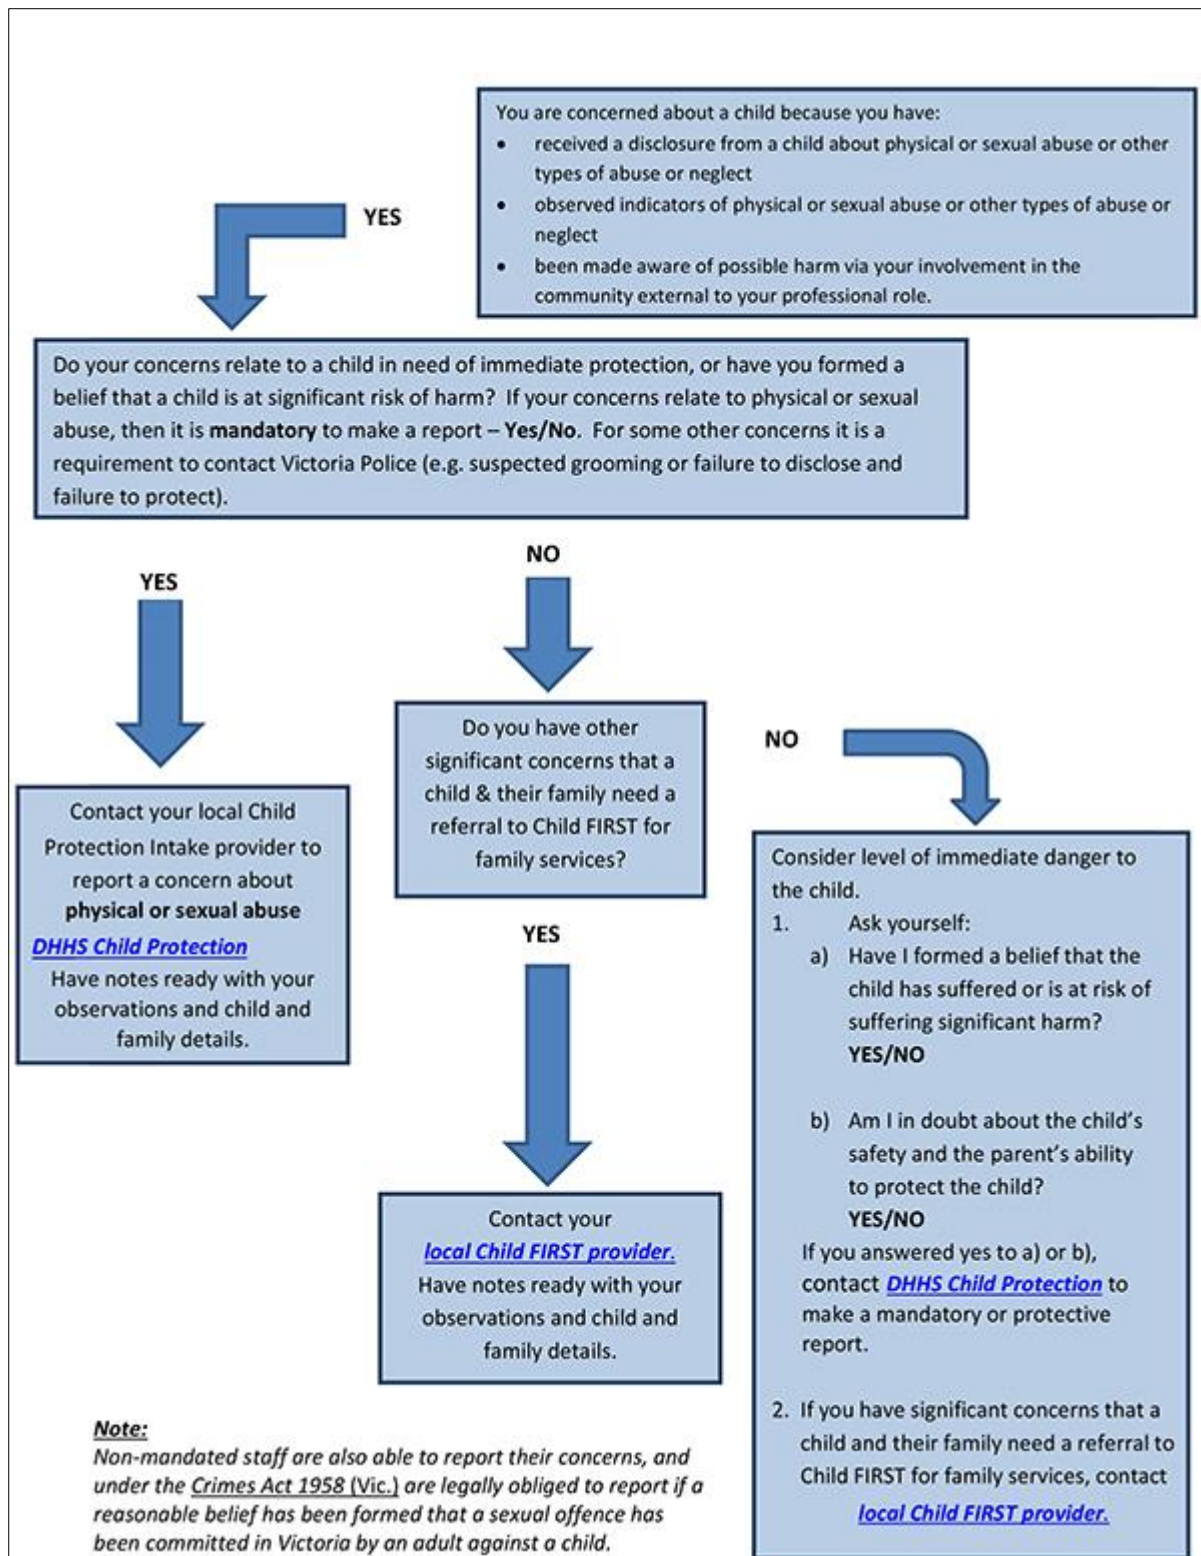 You are concerned about a child because you have:
• received a disclosure from a child about physical or sexual abuse or other
types of abuse or neglect
• observed indicators of physical or sexual abuse or other types of abuse or
neglect
• been made aware of possible harm via your involvement in the
community external to your professional role.
YES
Do your concerns relate to a child in need of immediate protection, or have you formed a
belief that a child is at significant risk of harm? If your concerns relate to physical or sexual
abuse, then it is mandatory to make a report – Yes/No. For some other concerns it is a
requirement to contact Victoria Police (e.g. suspected grooming or failure to disclose and
failure to protect).
YES
Contact your local Child
Protection Intake provider to
report a concern about
physical or sexual abuse
DHHS Child Protection
Have notes ready with your
observations and child and
family details.
NO
Do you have other
significant concerns that a
child & their family need a
referral to Child FIRST for
family services?
YES
Contact your
local Child FIRST provider.
Have notes ready with your
observations and child and
family details.
NO
Consider level of immediate danger to
the child.
1. Ask yourself:
a) Have I formed a belief that the
child has suffered or is at risk of
suffering significant harm?
YES/NO
b) Am I in doubt about the child's
safety and the parent's ability
to protect the child?
YES/NO
If you answered yes to a) or b),
contact DHHS Child Protection to
make a mandatory or protective
report.
2. If you have significant concerns that a
child and their family need a referral to
Child FIRST for family services, contact
local Child FIRST provider.
Note:
Non-mandated staff are also able to report their concerns, and
under the Crimes Act 1958 (Vic.) are legally obliged to report if a
reasonable belief has been formed that a sexual offence has
been committed in Victoria by an adult against a child.